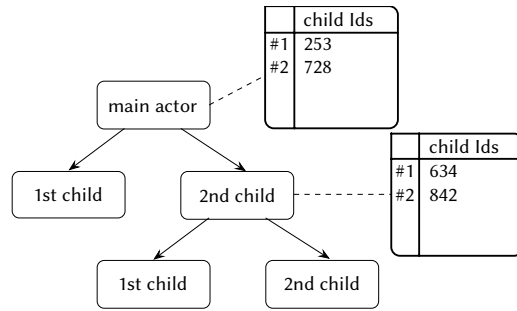 child Ids
#1 253
#2 728
main actor
child Ids
#1 634
#2 842
1st child
2nd child
1st child
2nd child